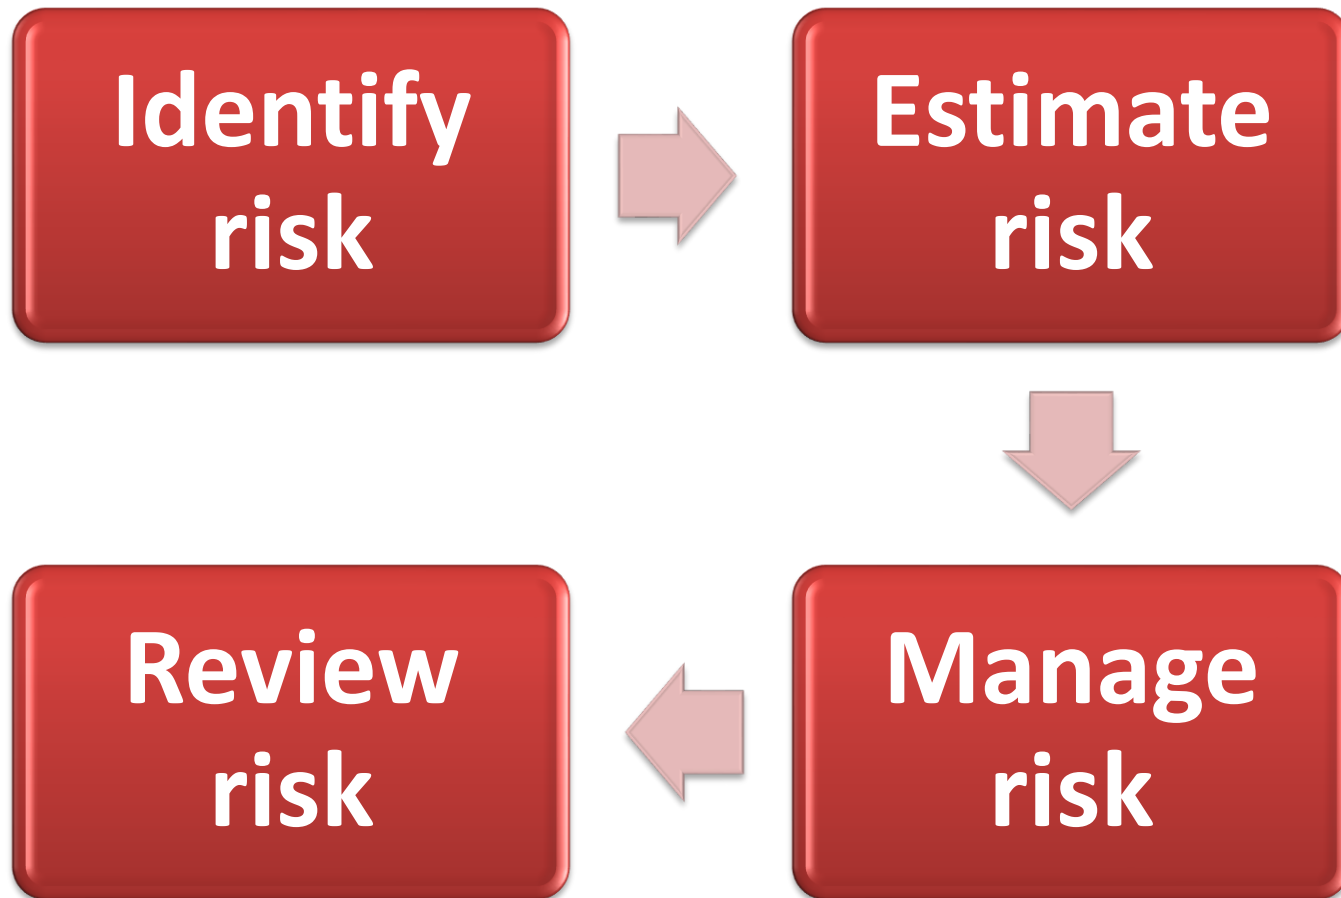 Identify
risk
Estimate
risk
Manage
risk
Review
risk